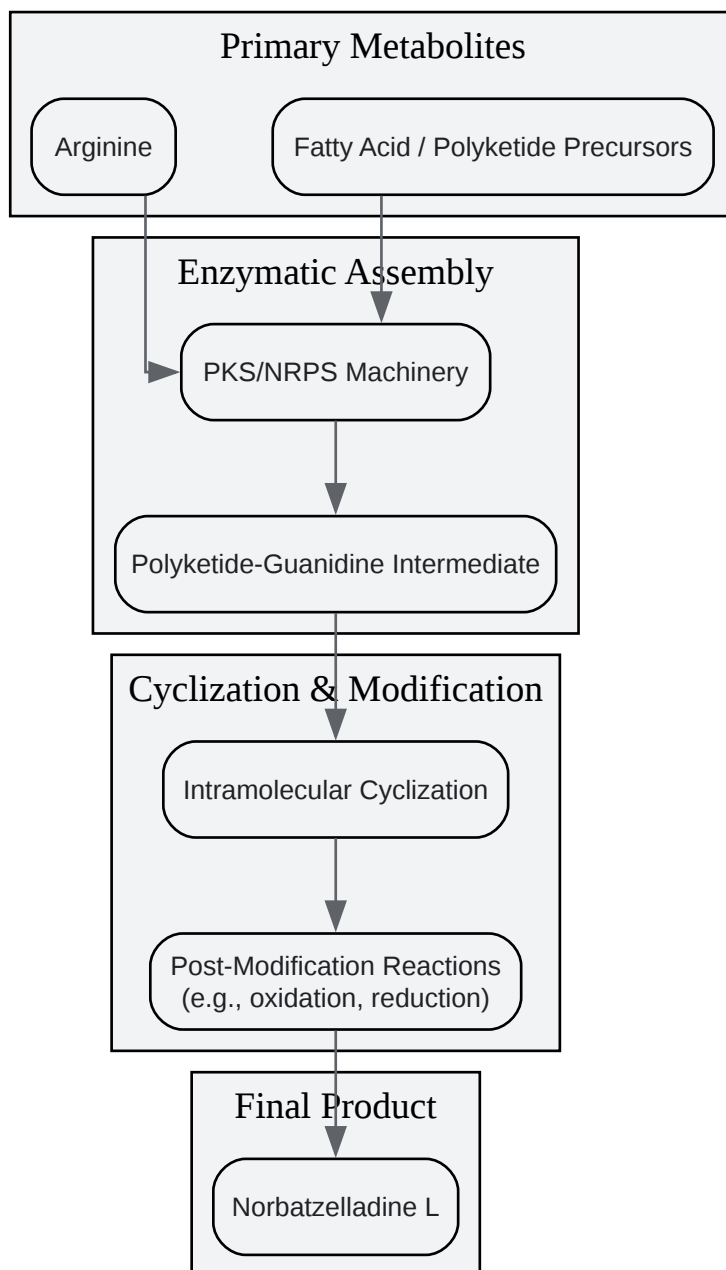 Primary Metabolites
Arginine
Fatty Acid / Polyketide Precursors
Enzymatic Assembly
PKS/NRPS Machinery
Polyketide-Guanidine Intermediate
Cyclization & Modification
Intramolecular Cyclization
Post-Modification Reactions
(e.g., oxidation, reduction)
Final Product
Norbatzelladine L